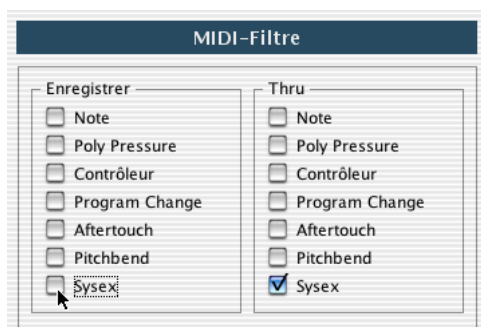 MIDI-Filtre
Enregistrer
Note
Poly Pressure
Contrôleur
Program Change
Aftertouch
Pitchbend
Sysex
Thru
Note
Poly Pressure
Contrôleur
Program Change
Aftertouch
Pitchbend
Sysex